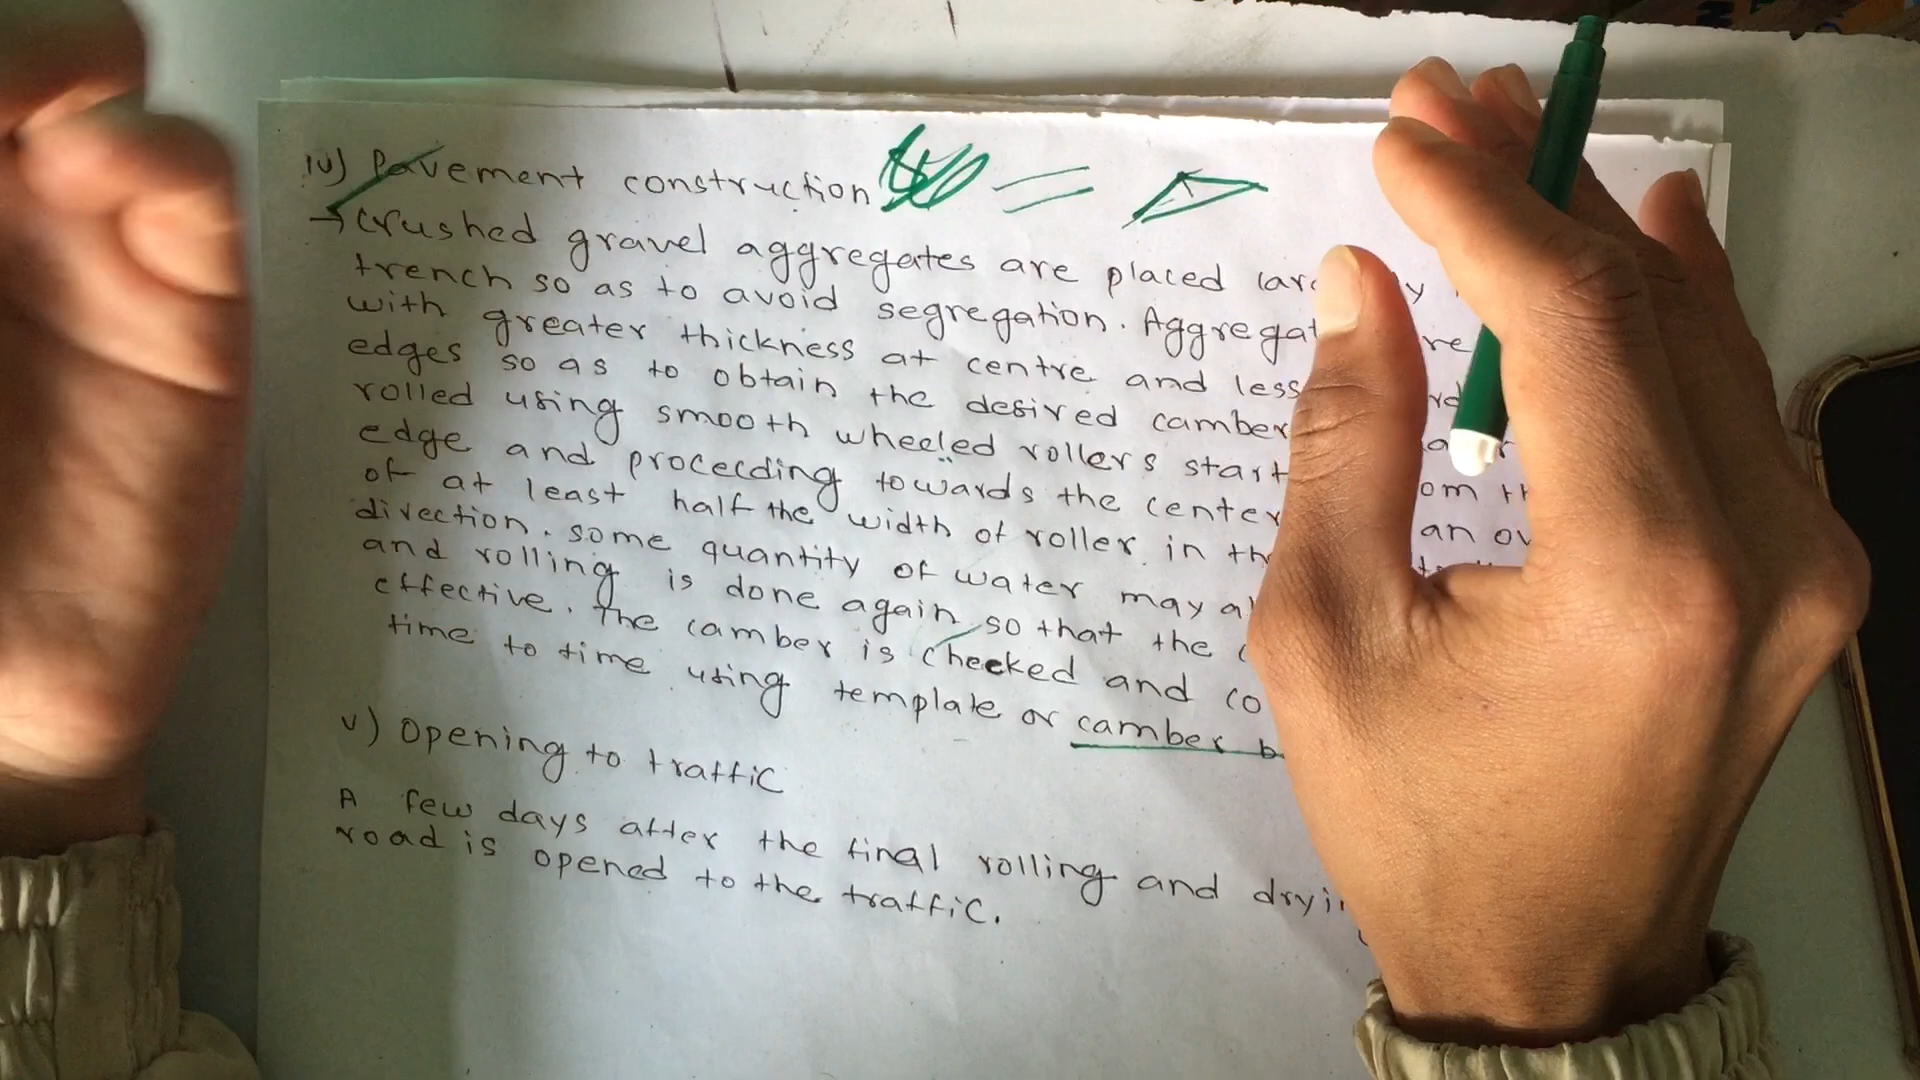 iv) Pavement construction
→ crushed gravel aggregates are placed
trench so as to avoid segregation. Aggregat
with greater thickness at centre and less
edges so as to obtain the desired camber
rolled using smooth wheeled rollers start
edge and proceeding towards the center an
of at least half the width of roller in th
direction. some quantity of water may al
and rolling is done again so that the
effective. The camber is checked and co
time to time using template or camber b
v) Opening to traffic
A few days after the final rolling and dryi
road is opened to the traffic.